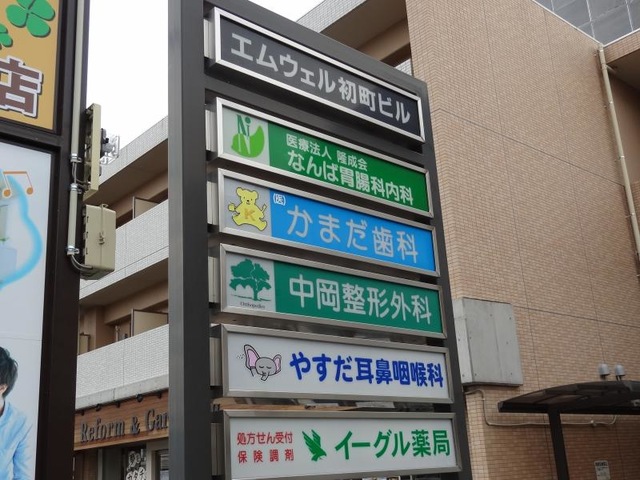 店
エムウェル初町ビル
N
医療法人 隆成会
なんば胃腸科内科
K
医
かまだ歯科
中岡整形外科
やすだ耳鼻咽喉科
処方せん受付
保険調剤
イーグル薬局
Reform & Gar